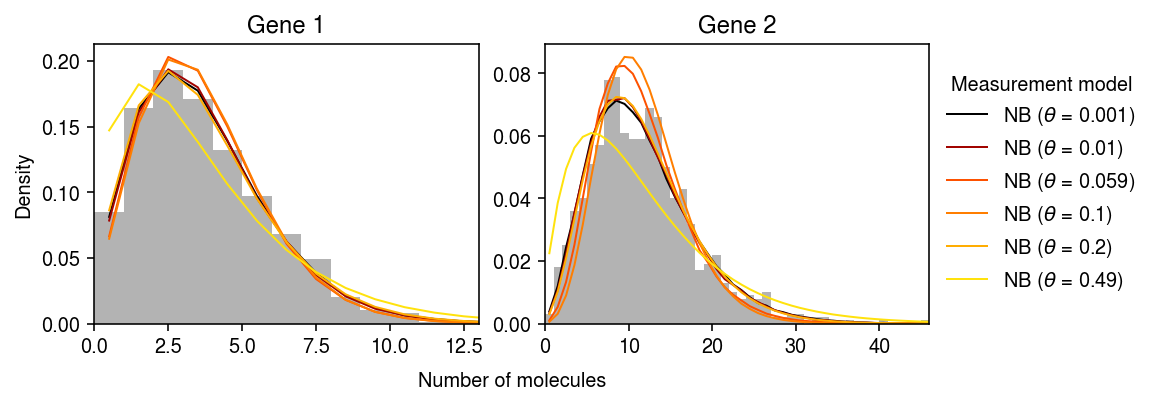 Gene 1
Gene 2
Density
0.20
0.15
0.10
0.05
0.00
0.0 2.5 5.0 7.5 10.0 12.5
0.08
0.06
0.04
0.02
0.00
0 10 20 30 40
Number of molecules
Measurement model
NB (θ = 0.001)
NB (θ = 0.01)
NB (θ = 0.059)
NB (θ = 0.1)
NB (θ = 0.2)
NB (θ = 0.49)